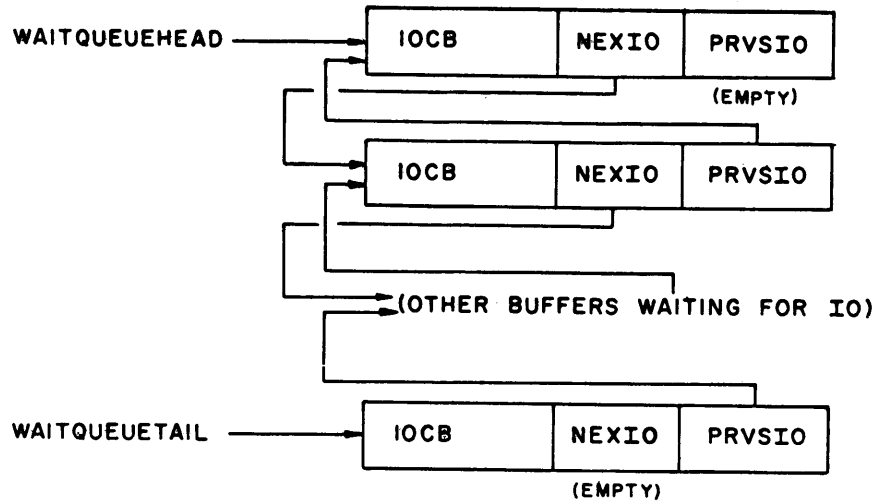 WAITQUEUEHEAD
IOCB NEXIO PRVSIO
(EMPTY)
IOCB NEXIO PRVSIO
(OTHER BUFFERS WAITING FOR IO)
WAITQUEUETAIL
IOCB NEXIO PRVSIO
(EMPTY)